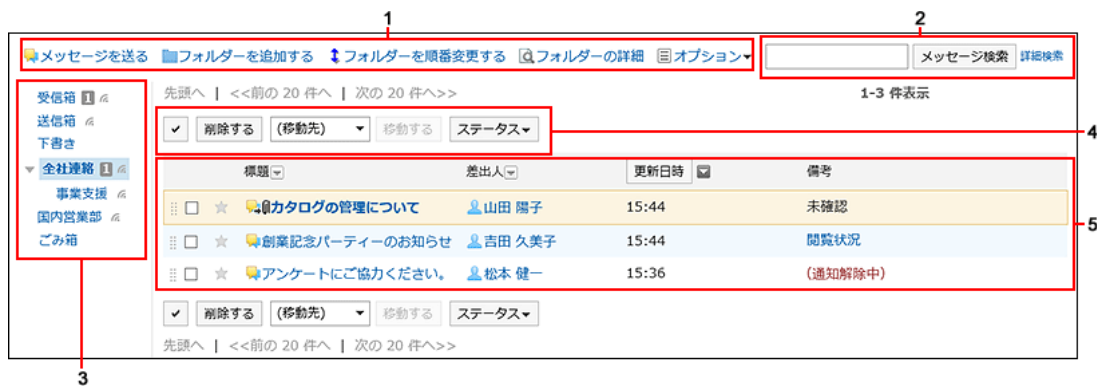 1
2
メッセージを送る フォルダーを追加する フォルダーを順番変更する フォルダーの詳細 オプション メッセージ検索 詳細検索
受信箱 1
送信箱
下書き
全社連絡 1
事業支援
国内営業部
ごみ箱
3
先頭へ | <<前の 20 件へ | 次の 20 件へ>> 1-3 件表示
削除する (移動先) 移動する ステータス
4
標題 差出人 更新日時 備考
カタログの管理について 山田 陽子 15:44 未確認
創業記念パーティーのお知らせ 吉田 久美子 15:44 閲覧状況
アンケートにご協力ください。 松本 健一 15:36 (通知解除中)
5
削除する (移動先) 移動する ステータス
先頭へ | <<前の 20 件へ | 次の 20 件へ>>